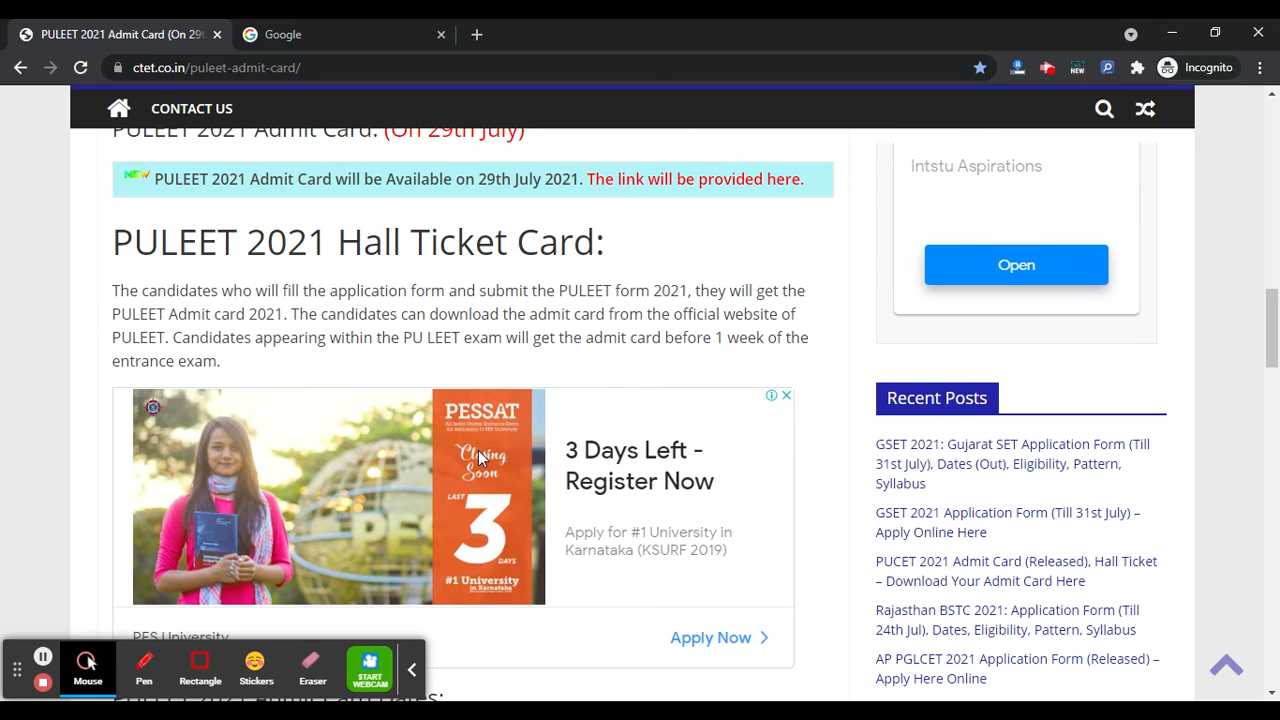 PULEET 2021 Admit Card (On 29t
Google
ctet.co.in/puleet-admit-card/
NEW
Incognito
CONTACT US
PULEET 2021 Admit Card: (On 29th July)
NEW PULEET 2021 Admit Card will be Available on 29th July 2021. The link will be provided here.
PULEET 2021 Hall Ticket Card:
The candidates who will fill the application form and submit the PULEET form 2021, they will get the
PULEET Admit card 2021. The candidates can download the admit card from the official website of
PULEET. Candidates appearing within the PU LEET exam will get the admit card before 1 week of the
entrance exam.
PESSAT
Closing
Soon
LAST
3
DAYS
#1 University
in Karnataka
3 Days Left -
Register Now
Apply for #1 University in
Karnataka (KSURF 2019)
PES University
Apply Now
Intstu Aspirations
Open
Recent Posts
GSET 2021: Gujarat SET Application Form (Till
31st July), Dates (Out), Eligibility, Pattern,
Syllabus
GSET 2021 Application Form (Till 31st July) –
Apply Online Here
PUCET 2021 Admit Card (Released), Hall Ticket
– Download Your Admit Card Here
Rajasthan BSTC 2021: Application Form (Till
24th Jul), Dates, Eligibility, Pattern, Syllabus
AP PGLCET 2021 Application Form (Released) –
Apply Here Online
PULEET 2021 Admit Card Dates:
Mouse
Pen
Rectangle
Stickers
Eraser
START
WEBCAM